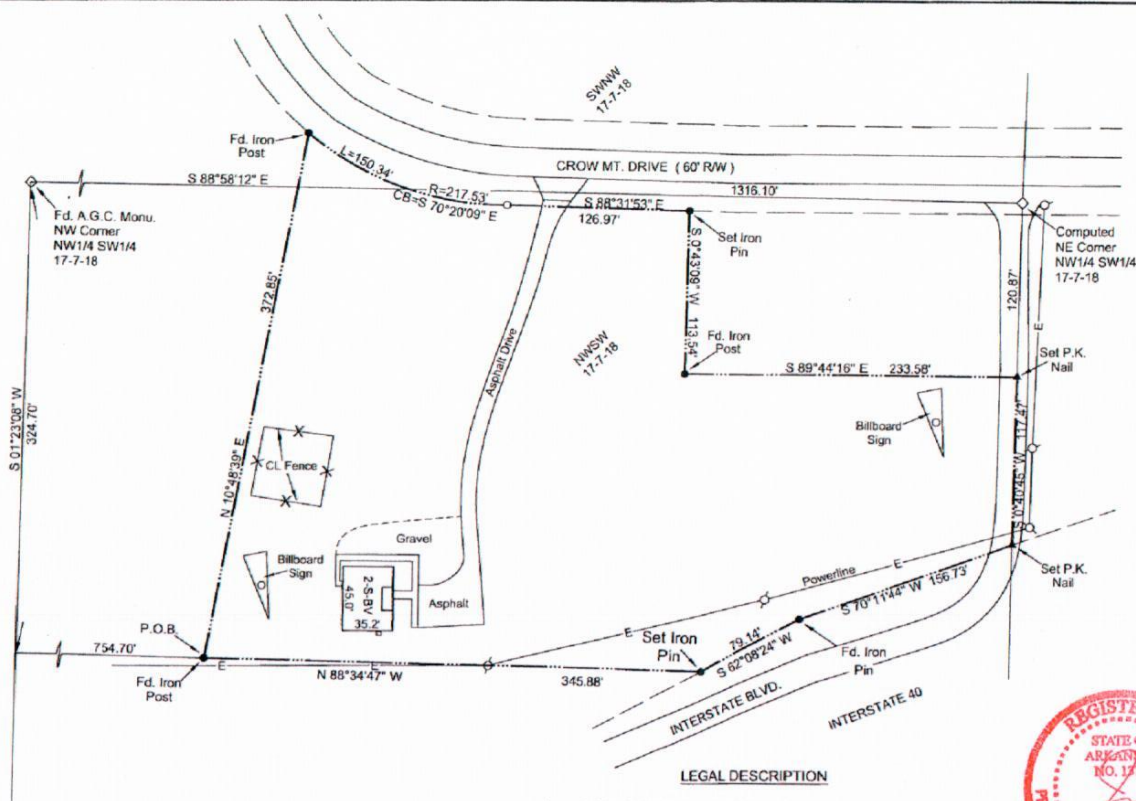 SWNW
17-7-18
Fd. Iron
Post
L=150.34'
CROW MT. DRIVE ( 60' R/W )
S 88°58'12" E
1316.10'
R=217.53'
CB=S 70°20'09" E
S 88°31'53" E
126.97'
Fd. A.G.C. Monu.
NW Corner
NW1/4 SW1/4
17-7-18
Set Iron
Pin
Computed
NE Corner
NW1/4 SW1/4
17-7-18
S 0°43'09" W 113.54'
120.87'
E
372.85'
Asphalt Drive
NWSW
17-7-18
Fd. Iron
Post
Set P.K.
Nail
S 89°44'16" E 233.58'
S 01°23'08" W
324.70'
Billboard
Sign
S 0°40'45" W 117.47'
N 10°48'39" E
CL Fence
Gravel
Billboard
Sign
2-S-BV
45.0'
35.2'
Asphalt
E
Powerline
E
S 70°11'44" W 156.73'
Set P.K.
Nail
P.O.B.
754.70'
Fd. Iron
Post
E
E
N 88°34'47" W
345.88'
Set Iron
Pin
79.14'
S 62°08'24" W
Fd. Iron
Pin
INTERSTATE BLVD.
INTERSTATE 40
LEGAL DESCRIPTION
STATE
NO. 13